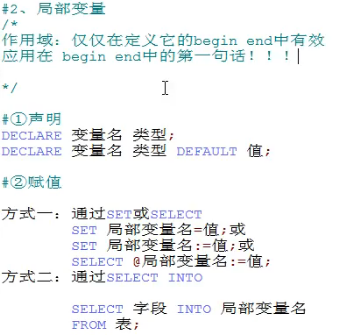 #2、局部变量
/*
作用域：仅仅在定义它的begin end中有效
应用在 begin end中的第一句话！！！
*/
#①声明
DECLARE 变量名 类型;
DECLARE 变量名 类型 DEFAULT 值;
#②赋值
方式一：通过SET或SELECT
SET 局部变量名=值;或
SET 局部变量名:=值;或
SELECT @局部变量名:=值;
方式二：通过SELECT INTO
SELECT 字段 INTO 局部变量名
FROM 表;